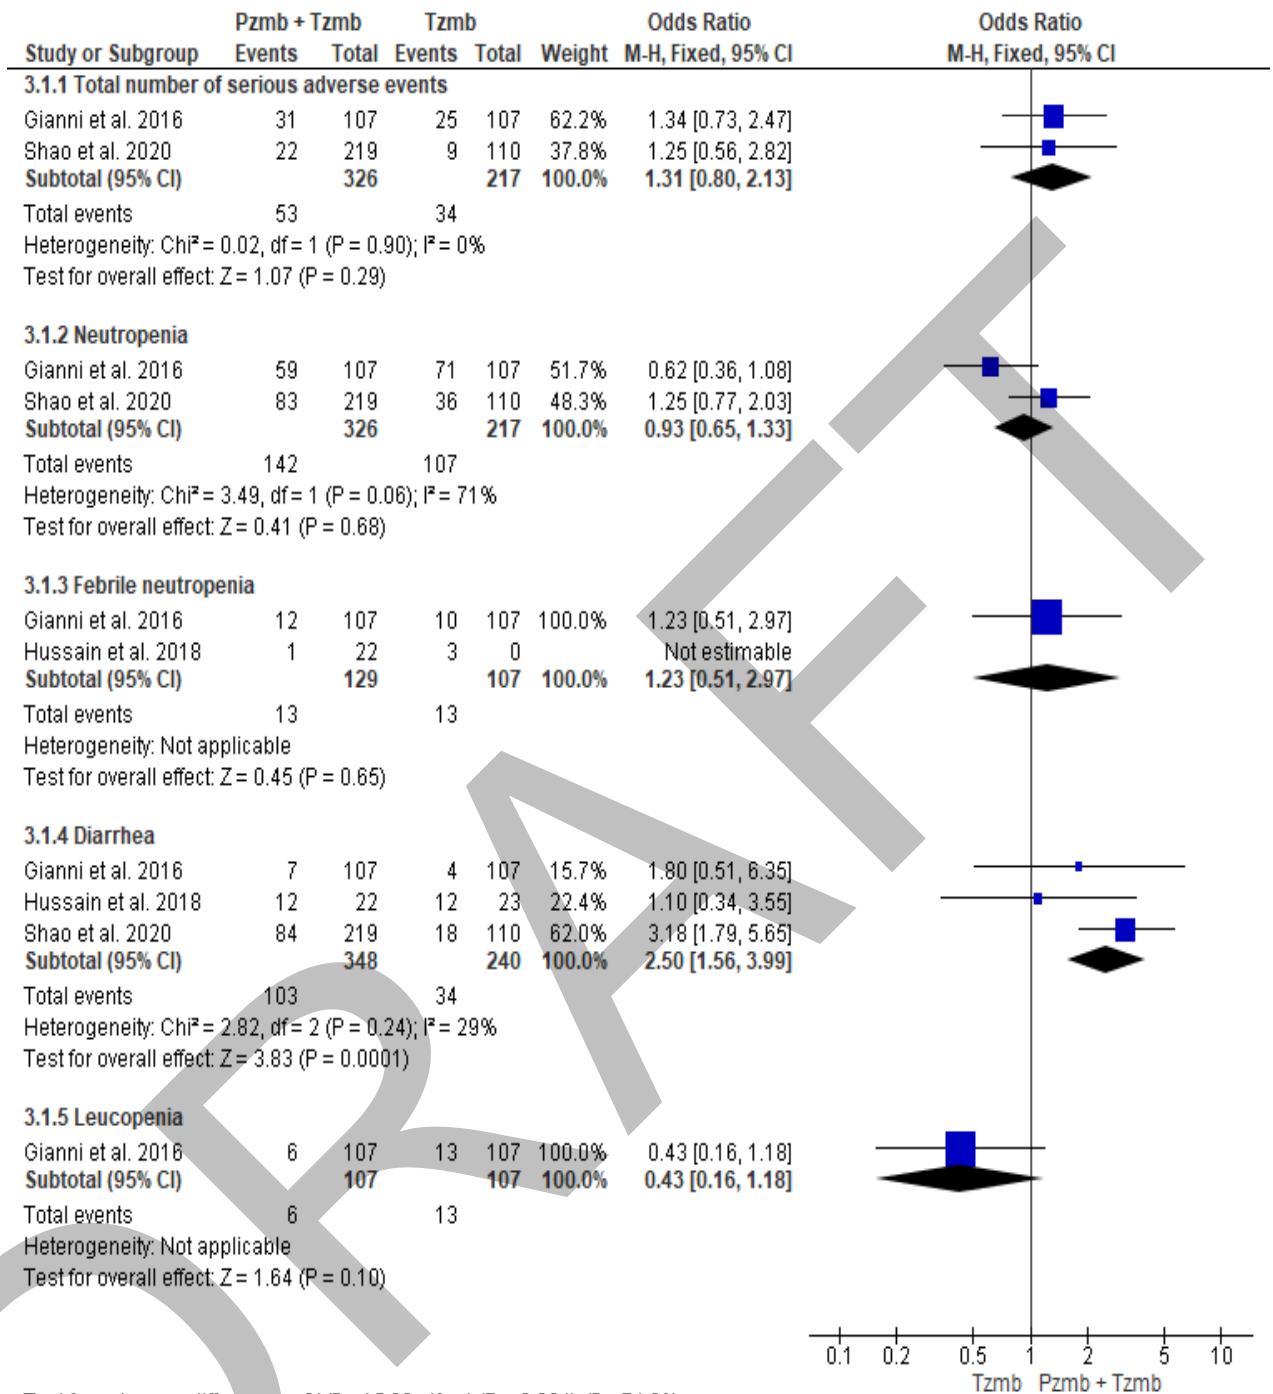 Pzmb + Tzmb Tzmb Odds Ratio Odds Ratio
Study or Subgroup Events Total Events Total Weight M-H, Fixed, 95% CI M-H, Fixed, 95% CI
3.1.1 Total number of serious adverse events
Gianni et al. 2016 31 107 25 107 62.2% 1.34 [0.73, 2.47]
Shao et al. 2020 22 219 9 110 37.8% 1.25 [0.56, 2.82]
Subtotal (95% CI) 326 217 100.0% 1.31 [0.80, 2.13]
Total events 53 34
Heterogeneity: Chi² = 0.02, df = 1 (P = 0.90); I² = 0%
Test for overall effect: Z = 1.07 (P = 0.29)
3.1.2 Neutropenia
Gianni et al. 2016 59 107 71 107 51.7% 0.62 [0.36, 1.08]
Shao et al. 2020 83 219 36 110 48.3% 1.25 [0.77, 2.03]
Subtotal (95% CI) 326 217 100.0% 0.93 [0.65, 1.33]
Total events 142 107
Heterogeneity: Chi² = 3.49, df = 1 (P = 0.06); I² = 71%
Test for overall effect: Z = 0.41 (P = 0.68)
3.1.3 Febrile neutropenia
Gianni et al. 2016 12 107 10 107 100.0% 1.23 [0.51, 2.97]
Hussain et al. 2018 1 22 3 0 Not estimable
Subtotal (95% CI) 129 107 100.0% 1.23 [0.51, 2.97]
Total events 13 13
Heterogeneity: Not applicable
Test for overall effect: Z = 0.45 (P = 0.65)
3.1.4 Diarrhea
Gianni et al. 2016 7 107 4 107 15.7% 1.80 [0.51, 6.35]
Hussain et al. 2018 12 22 12 23 22.4% 1.10 [0.34, 3.55]
Shao et al. 2020 84 219 18 110 62.0% 3.18 [1.79, 5.65]
Subtotal (95% CI) 348 240 100.0% 2.50 [1.56, 3.99]
Total events 103 34
Heterogeneity: Chi² = 2.82, df = 2 (P = 0.24); I² = 29%
Test for overall effect: Z = 3.83 (P = 0.0001)
3.1.5 Leucopenia
Gianni et al. 2016 6 107 13 107 100.0% 0.43 [0.16, 1.18]
Subtotal (95% CI) 107 107 100.0% 0.43 [0.16, 1.18]
Total events 6 13
Heterogeneity: Not applicable
Test for overall effect: Z = 1.64 (P = 0.10)
0.1 0.2 0.5 1 2 5 10
Tzmb Pzmb + Tzmb
DRAFT